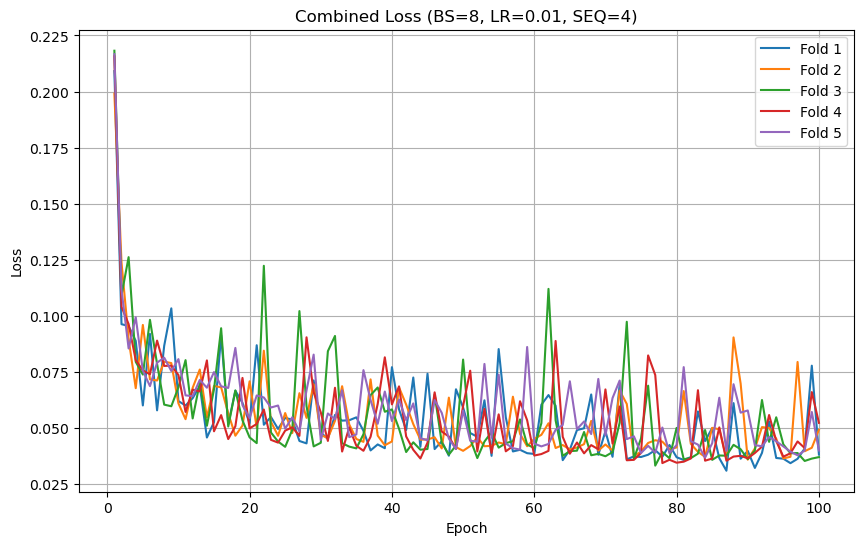 Combined Loss (BS=8, LR=0.01, SEQ=4)
0.225
0.200
0.175
0.150
0.125
0.100
0.075
0.050
0.025
Loss
Fold 1
Fold 2
Fold 3
Fold 4
Fold 5
0
20
40
60
80
100
Epoch